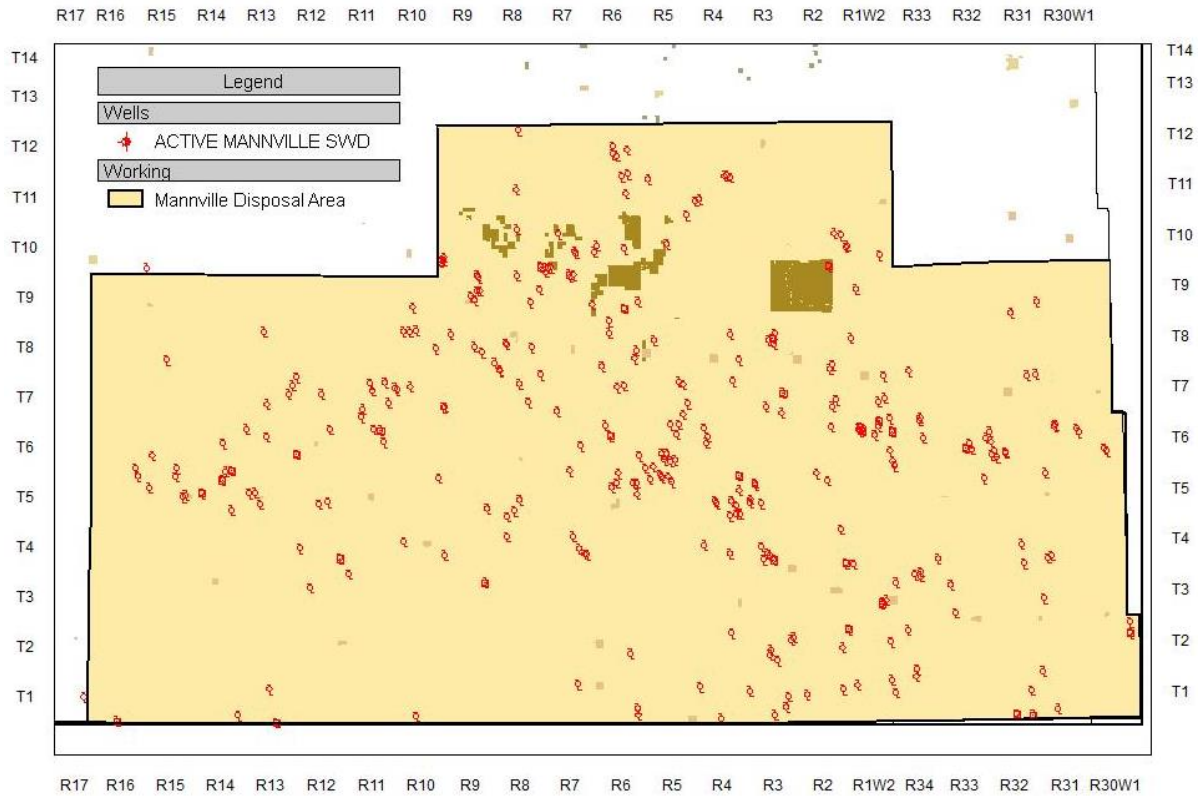 R17 R16 R15 R14 R13 R12 R11 R10 R9 R8 R7 R6 R5 R4 R3 R2 R1W2 R33 R32 R31 R30W1
T14 T14
T13 T13
Legend
Wells
ACTIVE MANNVILLE SWD
Working
Mannville Disposal Area
T12 T12
T11 T11
T10 T10
T9 T9
T8 T8
T7 T7
T6 T6
T5 T5
T4 T4
T3 T3
T2 T2
T1 T1
R17 R16 R15 R14 R13 R12 R11 R10 R9 R8 R7 R6 R5 R4 R3 R2 R1W2 R34 R33 R32 R31 R30W1